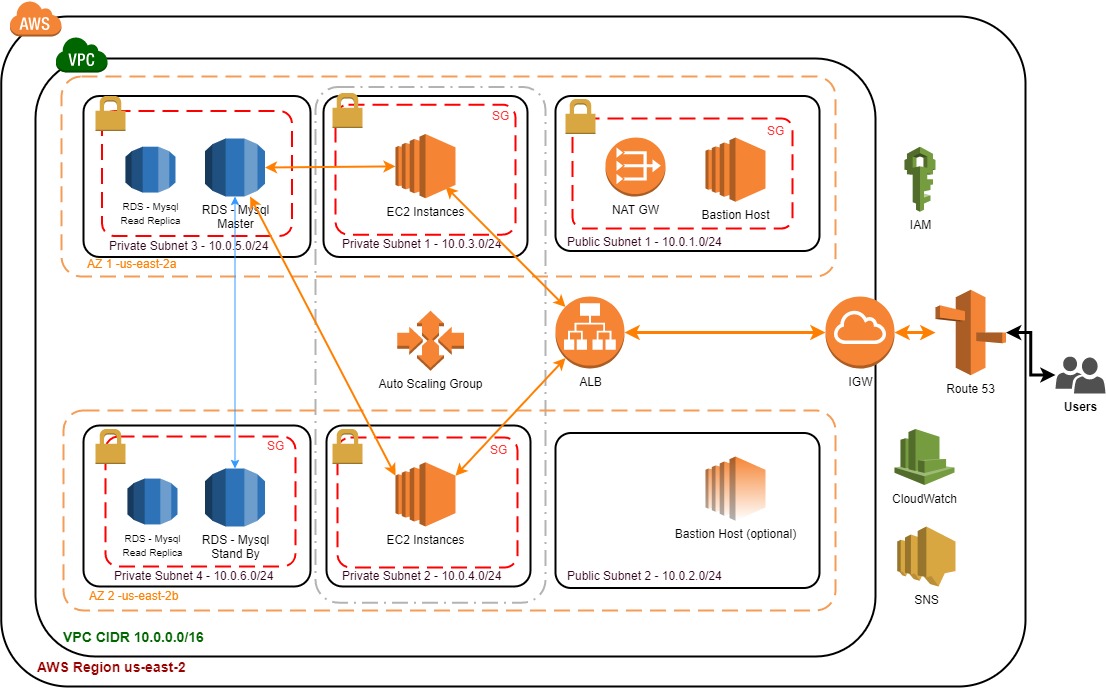 AWS
VPC
SG
SG
RDS - Mysql
Read Replica
RDS - Mysql
Master
EC2 Instances
NAT GW
Bastion Host
Private Subnet 3 - 10.0.5.0/24
Private Subnet 1 - 10.0.3.0/24
Public Subnet 1 - 10.0.1.0/24
AZ 1 -us-east-2a
IAM
Auto Scaling Group
ALB
IGW
Route 53
Users
SG
SG
RDS - Mysql
Read Replica
RDS - Mysql
Stand By
EC2 Instances
Bastion Host (optional)
CloudWatch
Private Subnet 4 - 10.0.6.0/24
Private Subnet 2 - 10.0.4.0/24
Public Subnet 2 - 10.0.2.0/24
AZ 2 -us-east-2b
SNS
VPC CIDR 10.0.0.0/16
AWS Region us-east-2